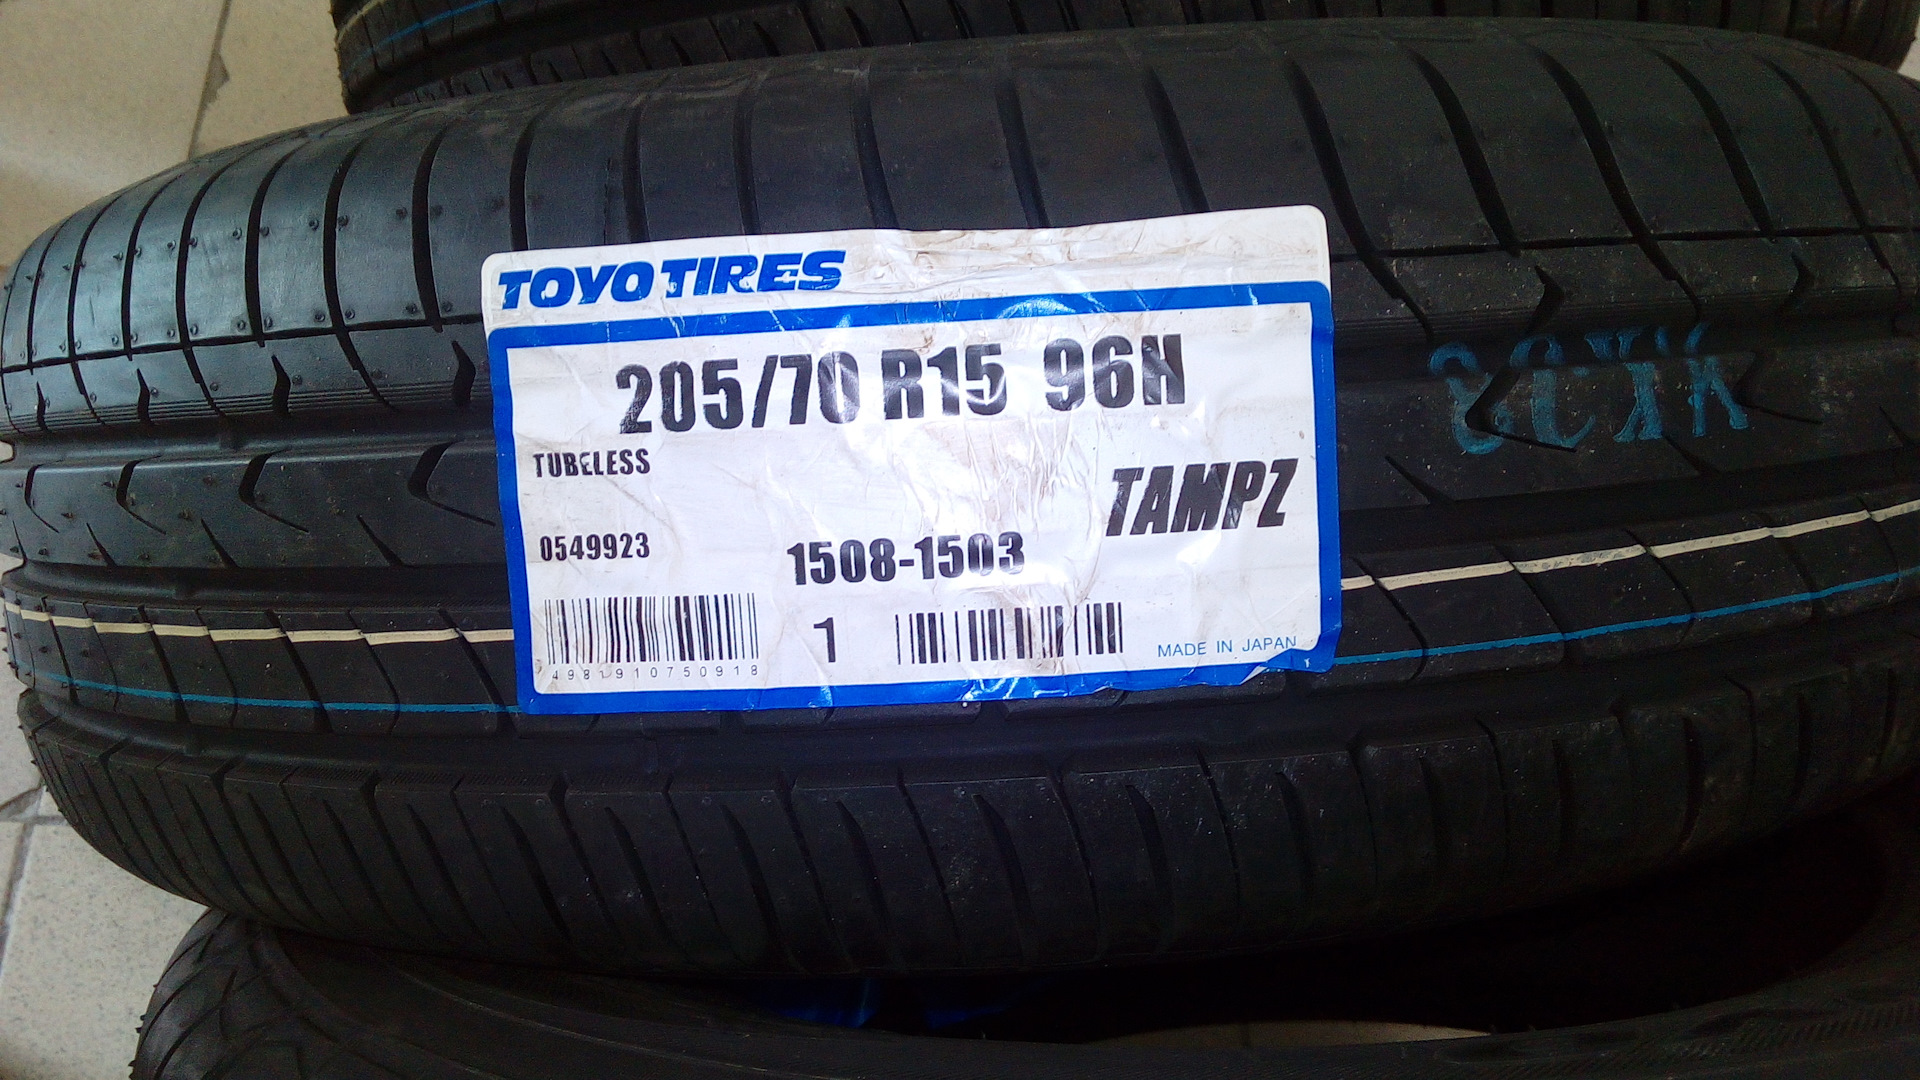 TOYO TIRES
205/70 R15 96H
TUBELESS
TAMPZ
0549923
1508-1503
4981910750918
1
MADE IN JAPAN